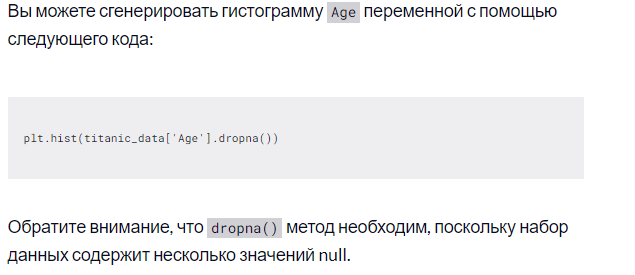 Вы можете сгенерировать гистограмму Age переменной с помощью
следующего кода:
plt.hist(titanic_data['Age'].dropna())
Обратите внимание, что dropna() метод необходим, поскольку набор
данных содержит несколько значений null.